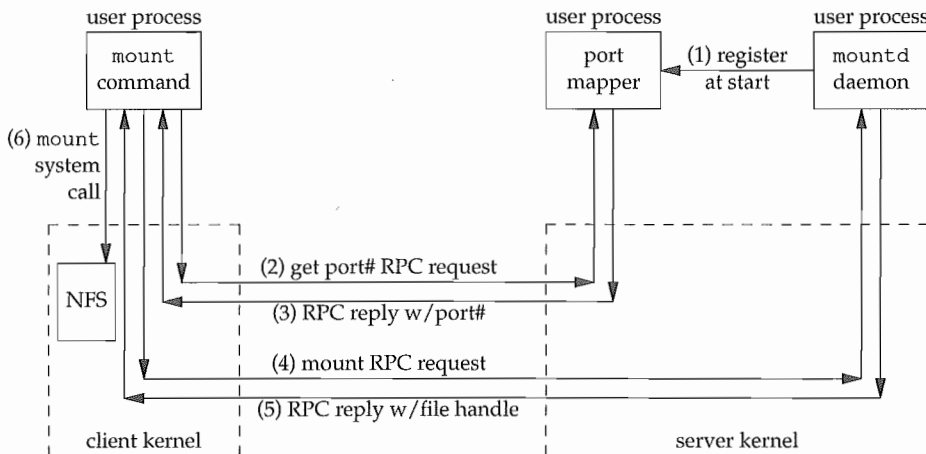 user process
user process
user process
mount
command
port
mapper
(1) register
at start
mountd
daemon
(6) mount
system
call
NFS
(2) get port# RPC request
(3) RPC reply w/port#
(4) mount RPC request
(5) RPC reply w/file handle
client kernel
server kernel